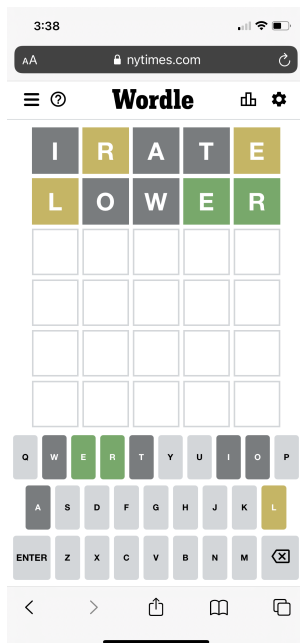 3:38
AA nytimes.com
Wordle
I R A T E
L O W E R
Q W E R T Y U I O P
A S D F G H J K L
ENTER Z X C V B N M